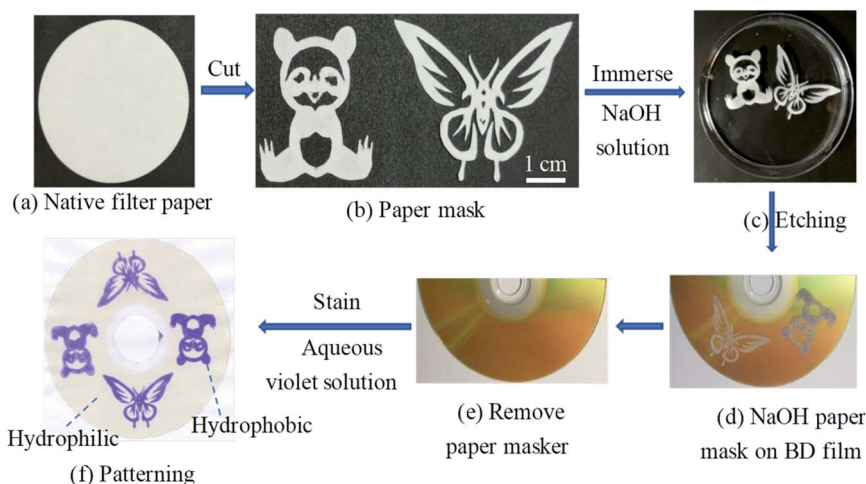 Cut
Immerse
NaOH
solution
1 cm
(a) Native filter paper
(b) Paper mask
(c) Etching
Stain
Aqueous
violet solution
Hydrophilic
Hydrophobic
(f) Patterning
(e) Remove
paper masker
(d) NaOH paper
mask on BD film